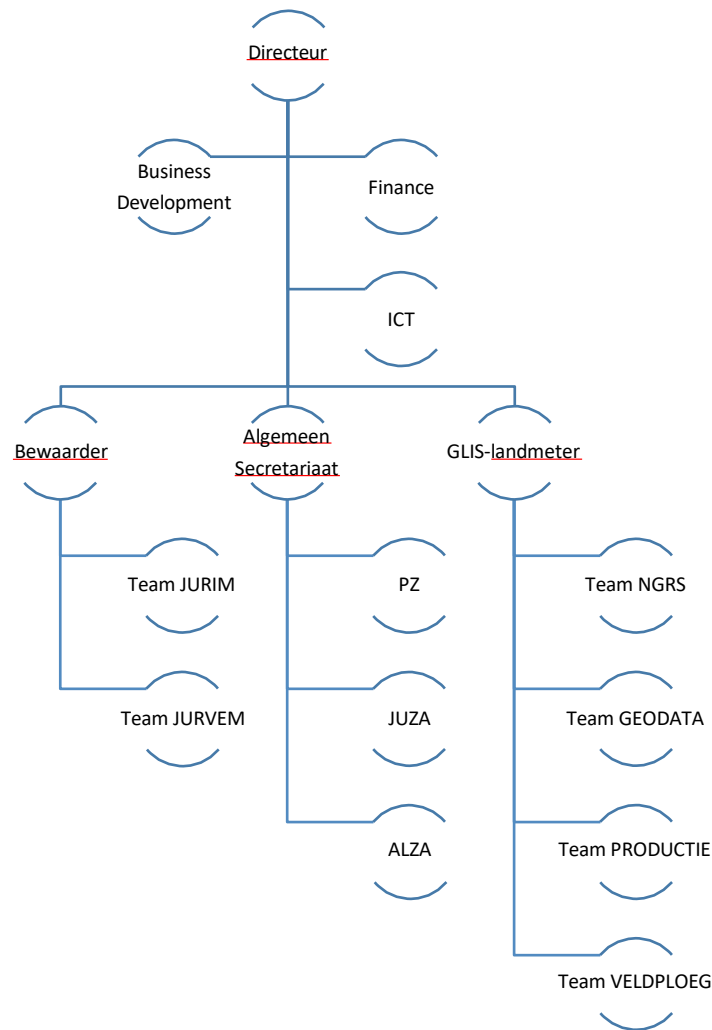 Directeur
Business
Development
Finance
ICT
Bewaarder
Algemeen
Secretariaat
GLIS-landmeter
Team JURIM
PZ
Team NGRS
Team JURVEM
JUZA
Team GEODATA
ALZA
Team PRODUCTIE
Team VELDPLOEG